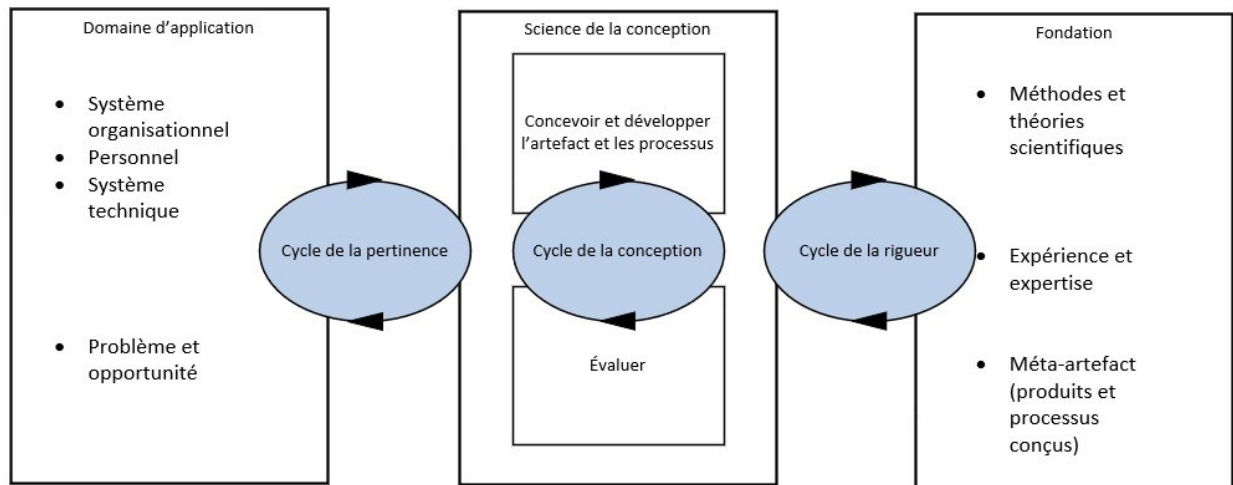 Domaine d'application
• Système
organisationnel
• Personnel
• Système
technique
• Problème et
opportunité
Cycle de la pertinence
Science de la conception
Concevoir et développer
l'artefact et les processus
Cycle de la conception
Évaluer
Cycle de la rigueur
Fondation
• Méthodes et
théories
scientifiques
• Expérience et
expertise
• Méta-artefact
(produits et
processus
conçus)